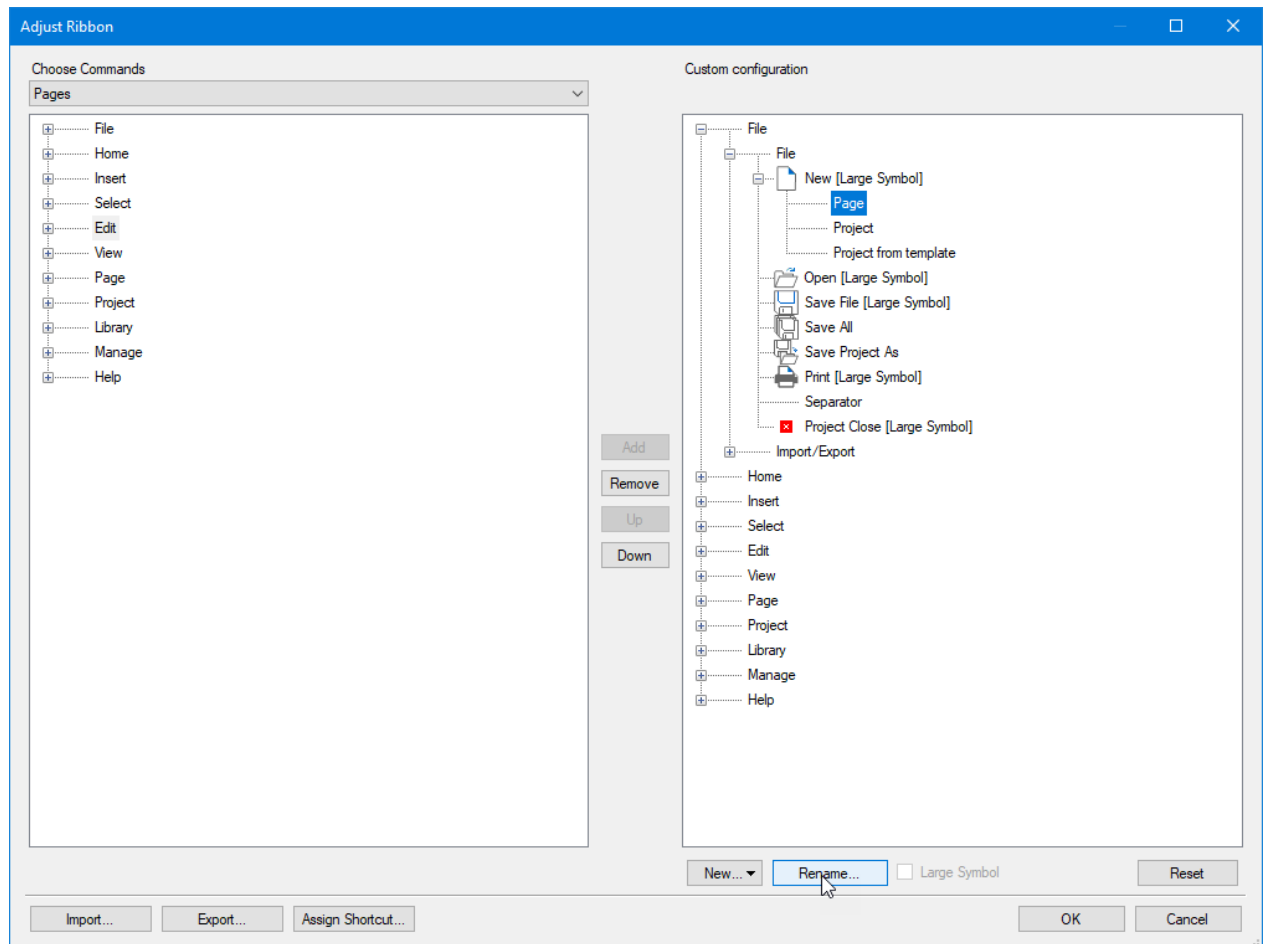 Adjust Ribbon
Choose Commands
Pages
File
Home
Insert
Select
Edit
View
Page
Project
Library
Manage
Help
Add
Remove
Up
Down
Custom configuration
File
File
New [Large Symbol]
Page
Project
Project from template
Open [Large Symbol]
Save File [Large Symbol]
Save All
Save Project As
Print [Large Symbol]
Separator
Project Close [Large Symbol]
Import/Export
Home
Insert
Select
Edit
View
Page
Project
Library
Manage
Help
New...
Rename...
Large Symbol
Reset
Import...
Export...
Assign Shortcut...
OK
Cancel